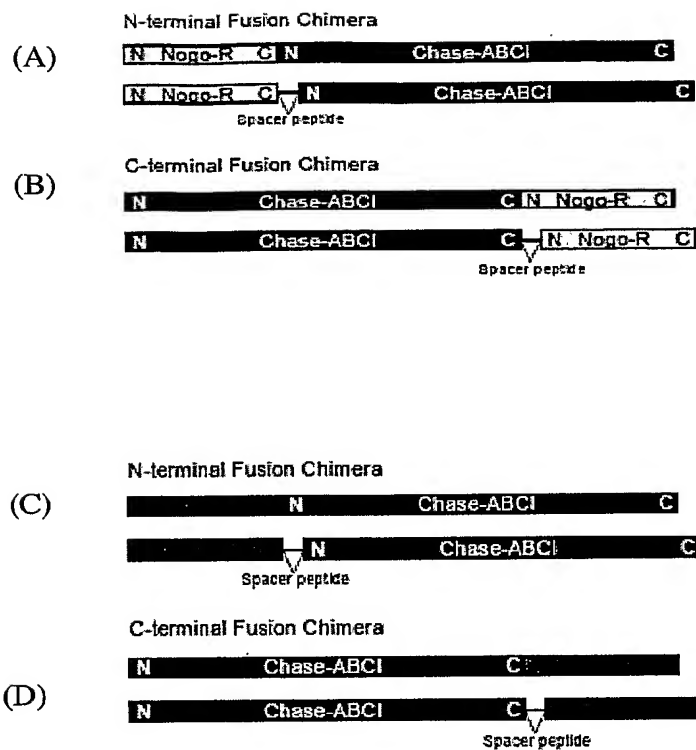 N-terminal Fusion Chimera
(A)
N Nogo-R C N Chase-ABCI C
N Nogo-R C N Chase-ABCI C
Spacer peptide
C-terminal Fusion Chimera
(B)
N Chase-ABCI C N Nogo-R C
N Chase-ABCI C N Nogo-R C
Spacer peptide
N-terminal Fusion Chimera
(C)
N Chase-ABCI C
N Chase-ABCI C
Spacer peptide
C-terminal Fusion Chimera
N Chase-ABCI C
(D)
N Chase-ABCI C
Spacer peptide